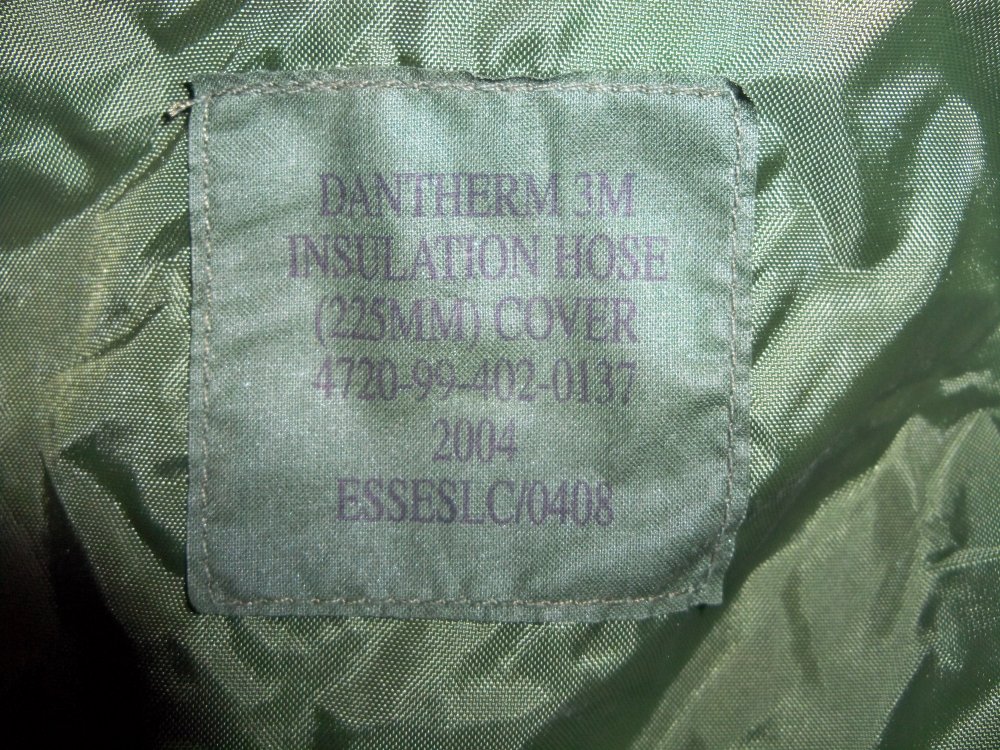 DANTHERM 3M
INSULATION HOSE
(225MM) COVER
4720-99-402-0137
2004
ESSESLC/0408